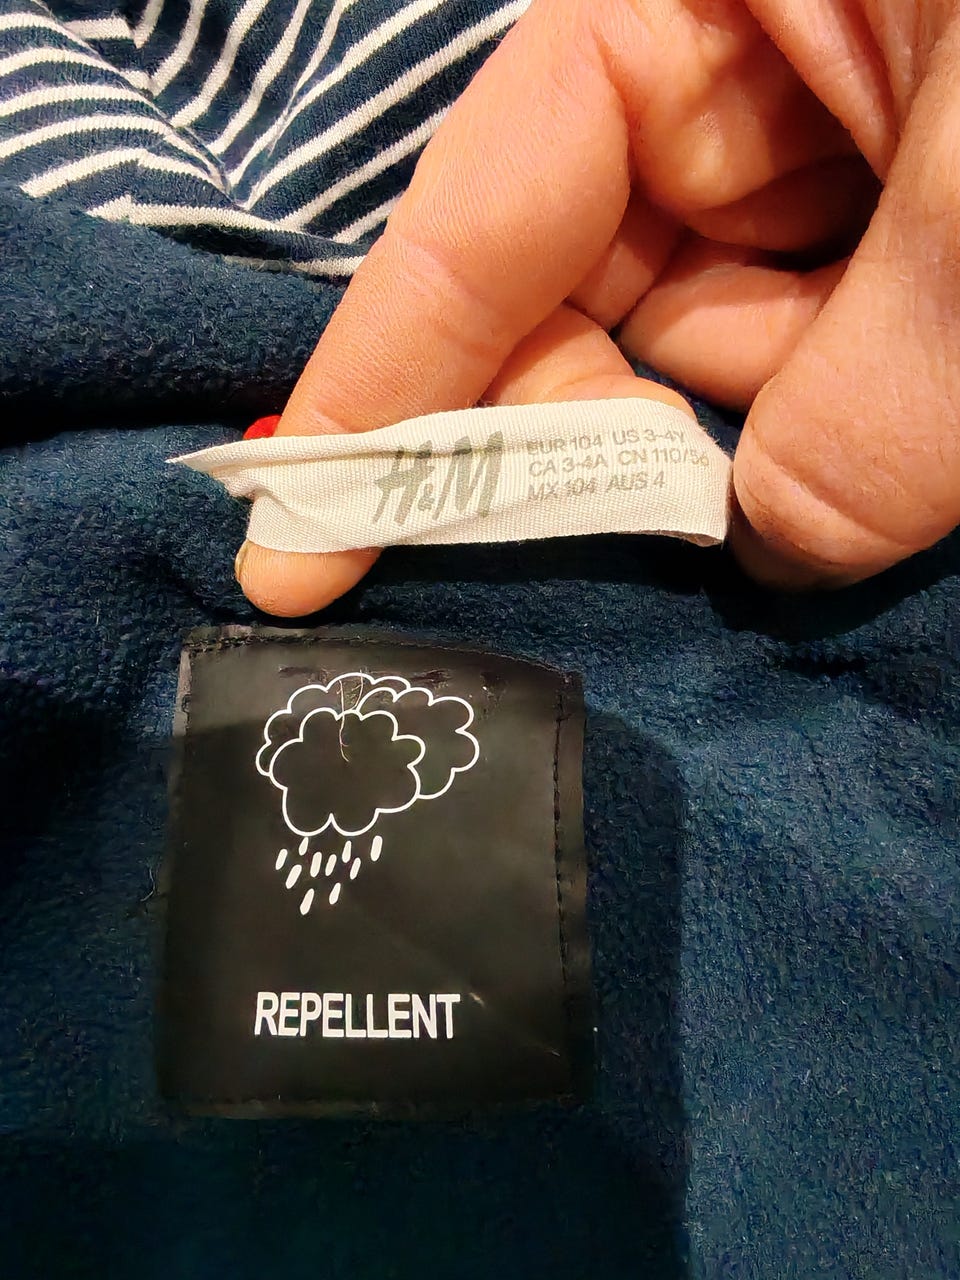 H&M
EUR 104 US 3-4Y
CA 3-4A CN 110/56
MX 104 AUS 4
REPELLENT